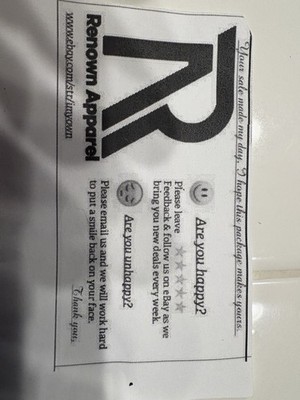 Your sale made my day. I hope this package makes yours.
R
Renown Apparel
www.ebay.com/str/imyown
Are you happy?
Please leave
Feedback & follow us on eBay as we
bring you new deals every week.
Are you unhappy?
Please email us and we will work hard
to put a smile back on your face.
Thank you,